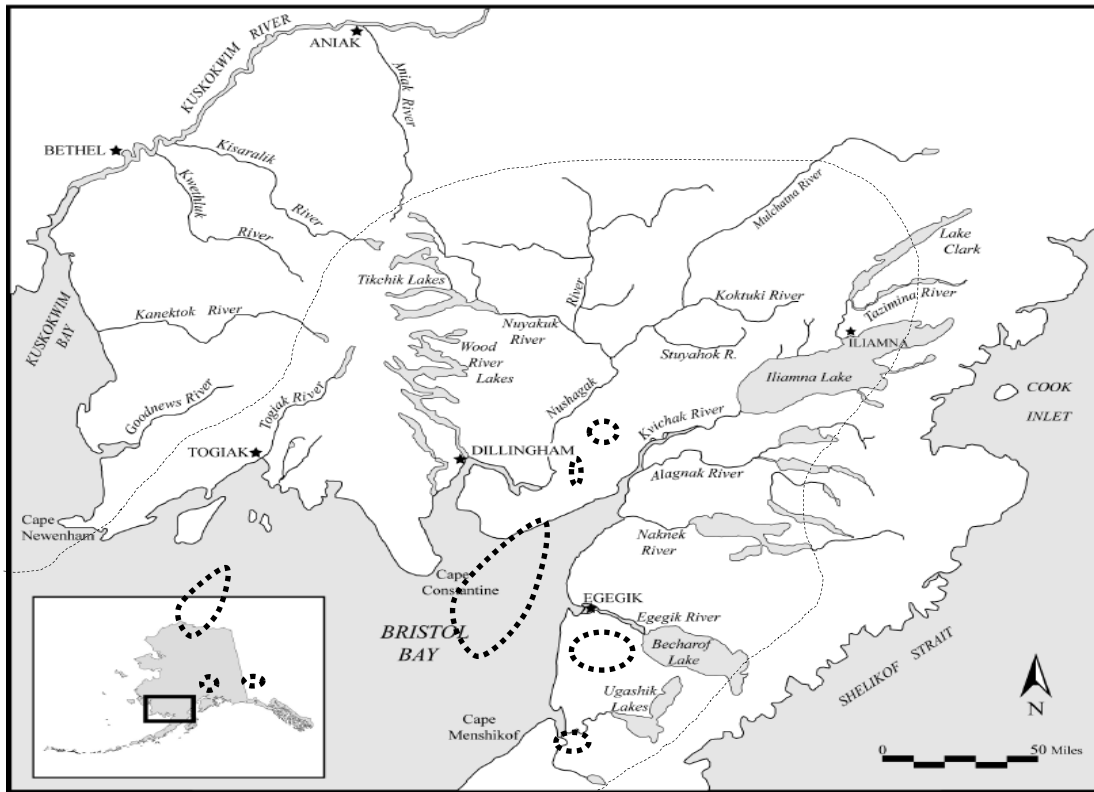 KUSKOKWIM RIVER
ANIAK
Aniak River
BETHEL
Kisaralik
River
Kwethluk
River
Mulchatna River
Lake
Clark
Tikchik Lakes
River
Koktuki River
Tazimina River
KUSKOKWIM
BAY
Kanektok River
Nuyakuk
River
Stuyahok R.
ILIAMNA
Wood
River
Lakes
Iliamna Lake
COOK
INLET
Goodnews River
Togiak River
Nushagak
Kvichak River
TOGIAK
DILLINGHAM
Alagnak River
Cape
Newenham
Naknek
River
Cape
Constantine
EGEGIK
Egegik River
BRISTOL
BAY
Becharof
Lake
SHELIKOF STRAIT
Ugashik
Lakes
Cape
Menshikof
N
0 50 Miles